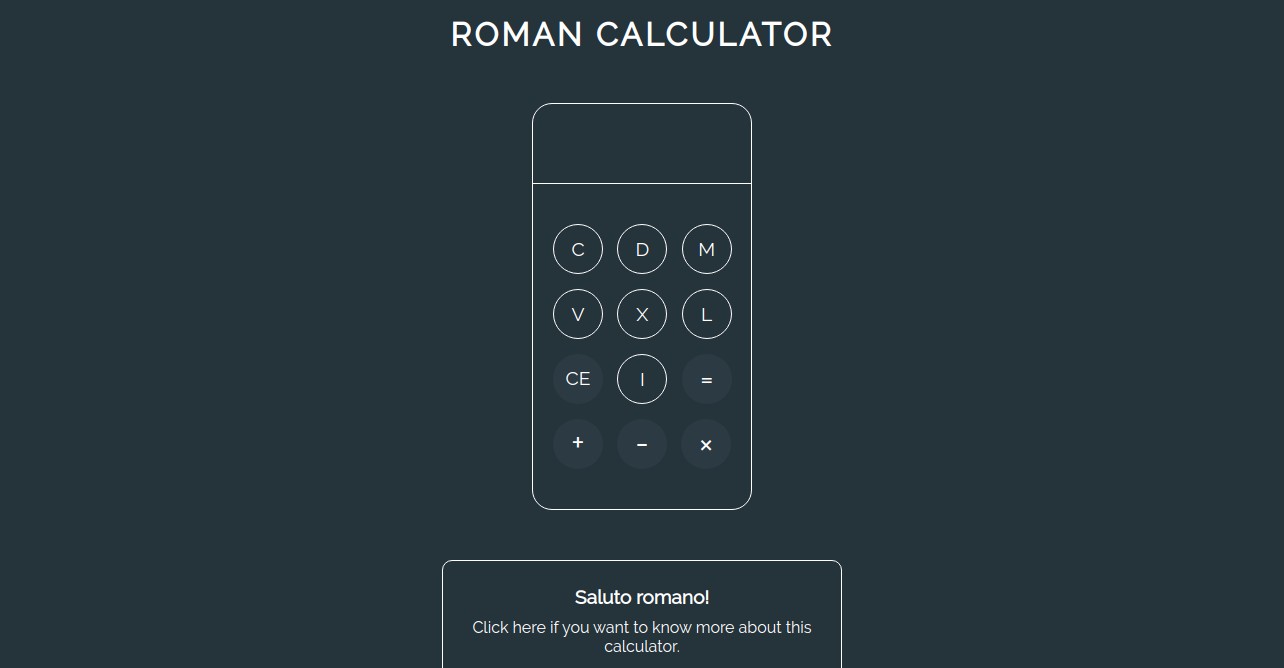 ROMAN CALCULATOR
C D M
V X L
CE I =
+ − ×
Saluto romano!
Click here if you want to know more about this
calculator.